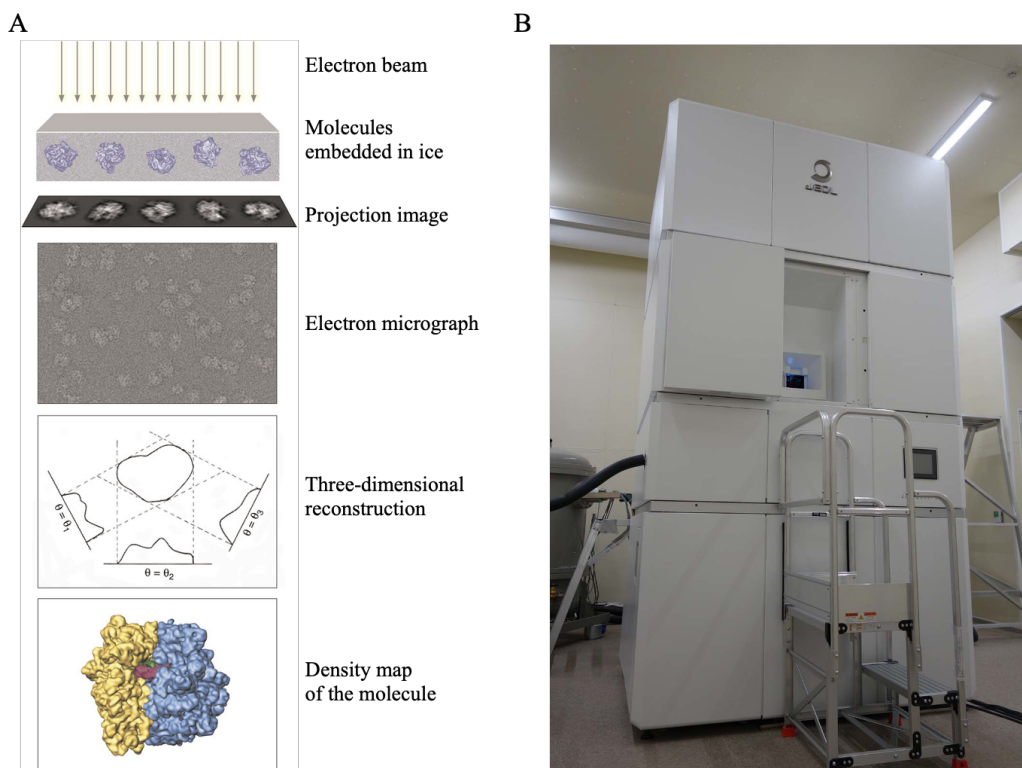 A
B
Electron beam
Molecules
embedded in ice
Projection image
Electron micrograph
Three-dimensional
reconstruction
θ = θ1
θ = θ2
θ = θ3
Density map
of the molecule
JEOL